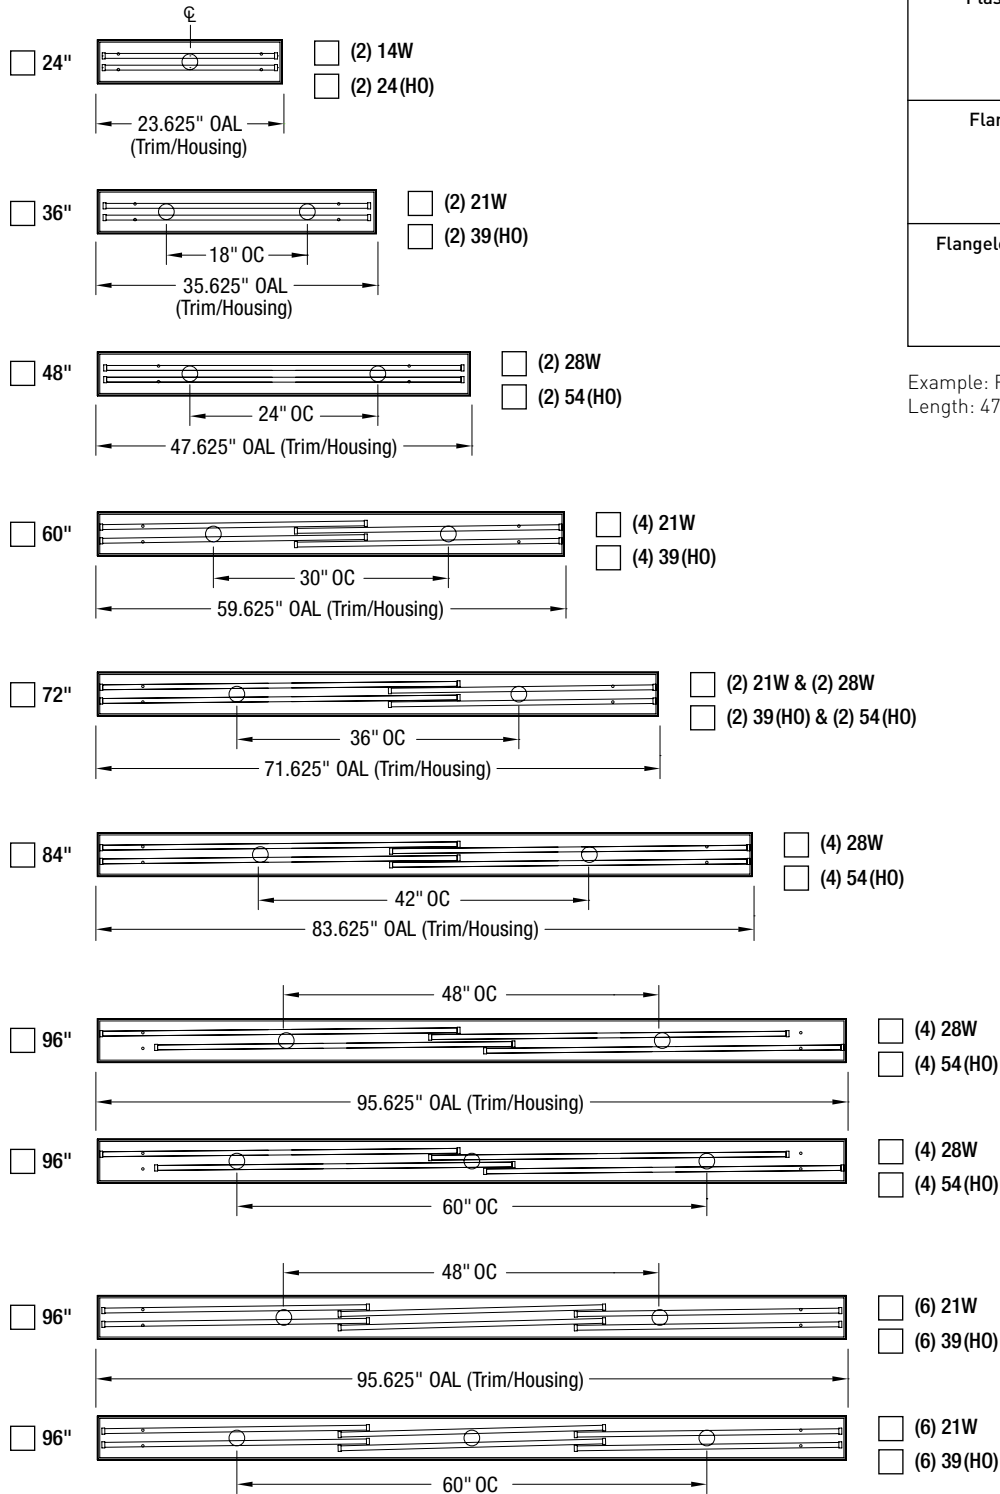 ℄
24"
(2) 14W
(2) 24(HO)
23.625" OAL
(Trim/Housing)
36"
(2) 21W
(2) 39(HO)
18" OC
35.625" OAL
(Trim/Housing)
48"
(2) 28W
(2) 54(HO)
24" OC
47.625" OAL (Trim/Housing)
60"
(4) 21W
(4) 39(HO)
30" OC
59.625" OAL (Trim/Housing)
72"
(2) 21W & (2) 28W
(2) 39(HO) & (2) 54(HO)
36" OC
71.625" OAL (Trim/Housing)
84"
(4) 28W
(4) 54(HO)
42" OC
83.625" OAL (Trim/Housing)
48" OC
96"
(4) 28W
(4) 54(HO)
95.625" OAL (Trim/Housing)
96"
(4) 28W
(4) 54(HO)
60" OC
48" OC
96"
(6) 21W
(6) 39(HO)
95.625" OAL (Trim/Housing)
96"
(6) 21W
(6) 39(HO)
60" OC
Flan
Flangele
Example:
Length: 47